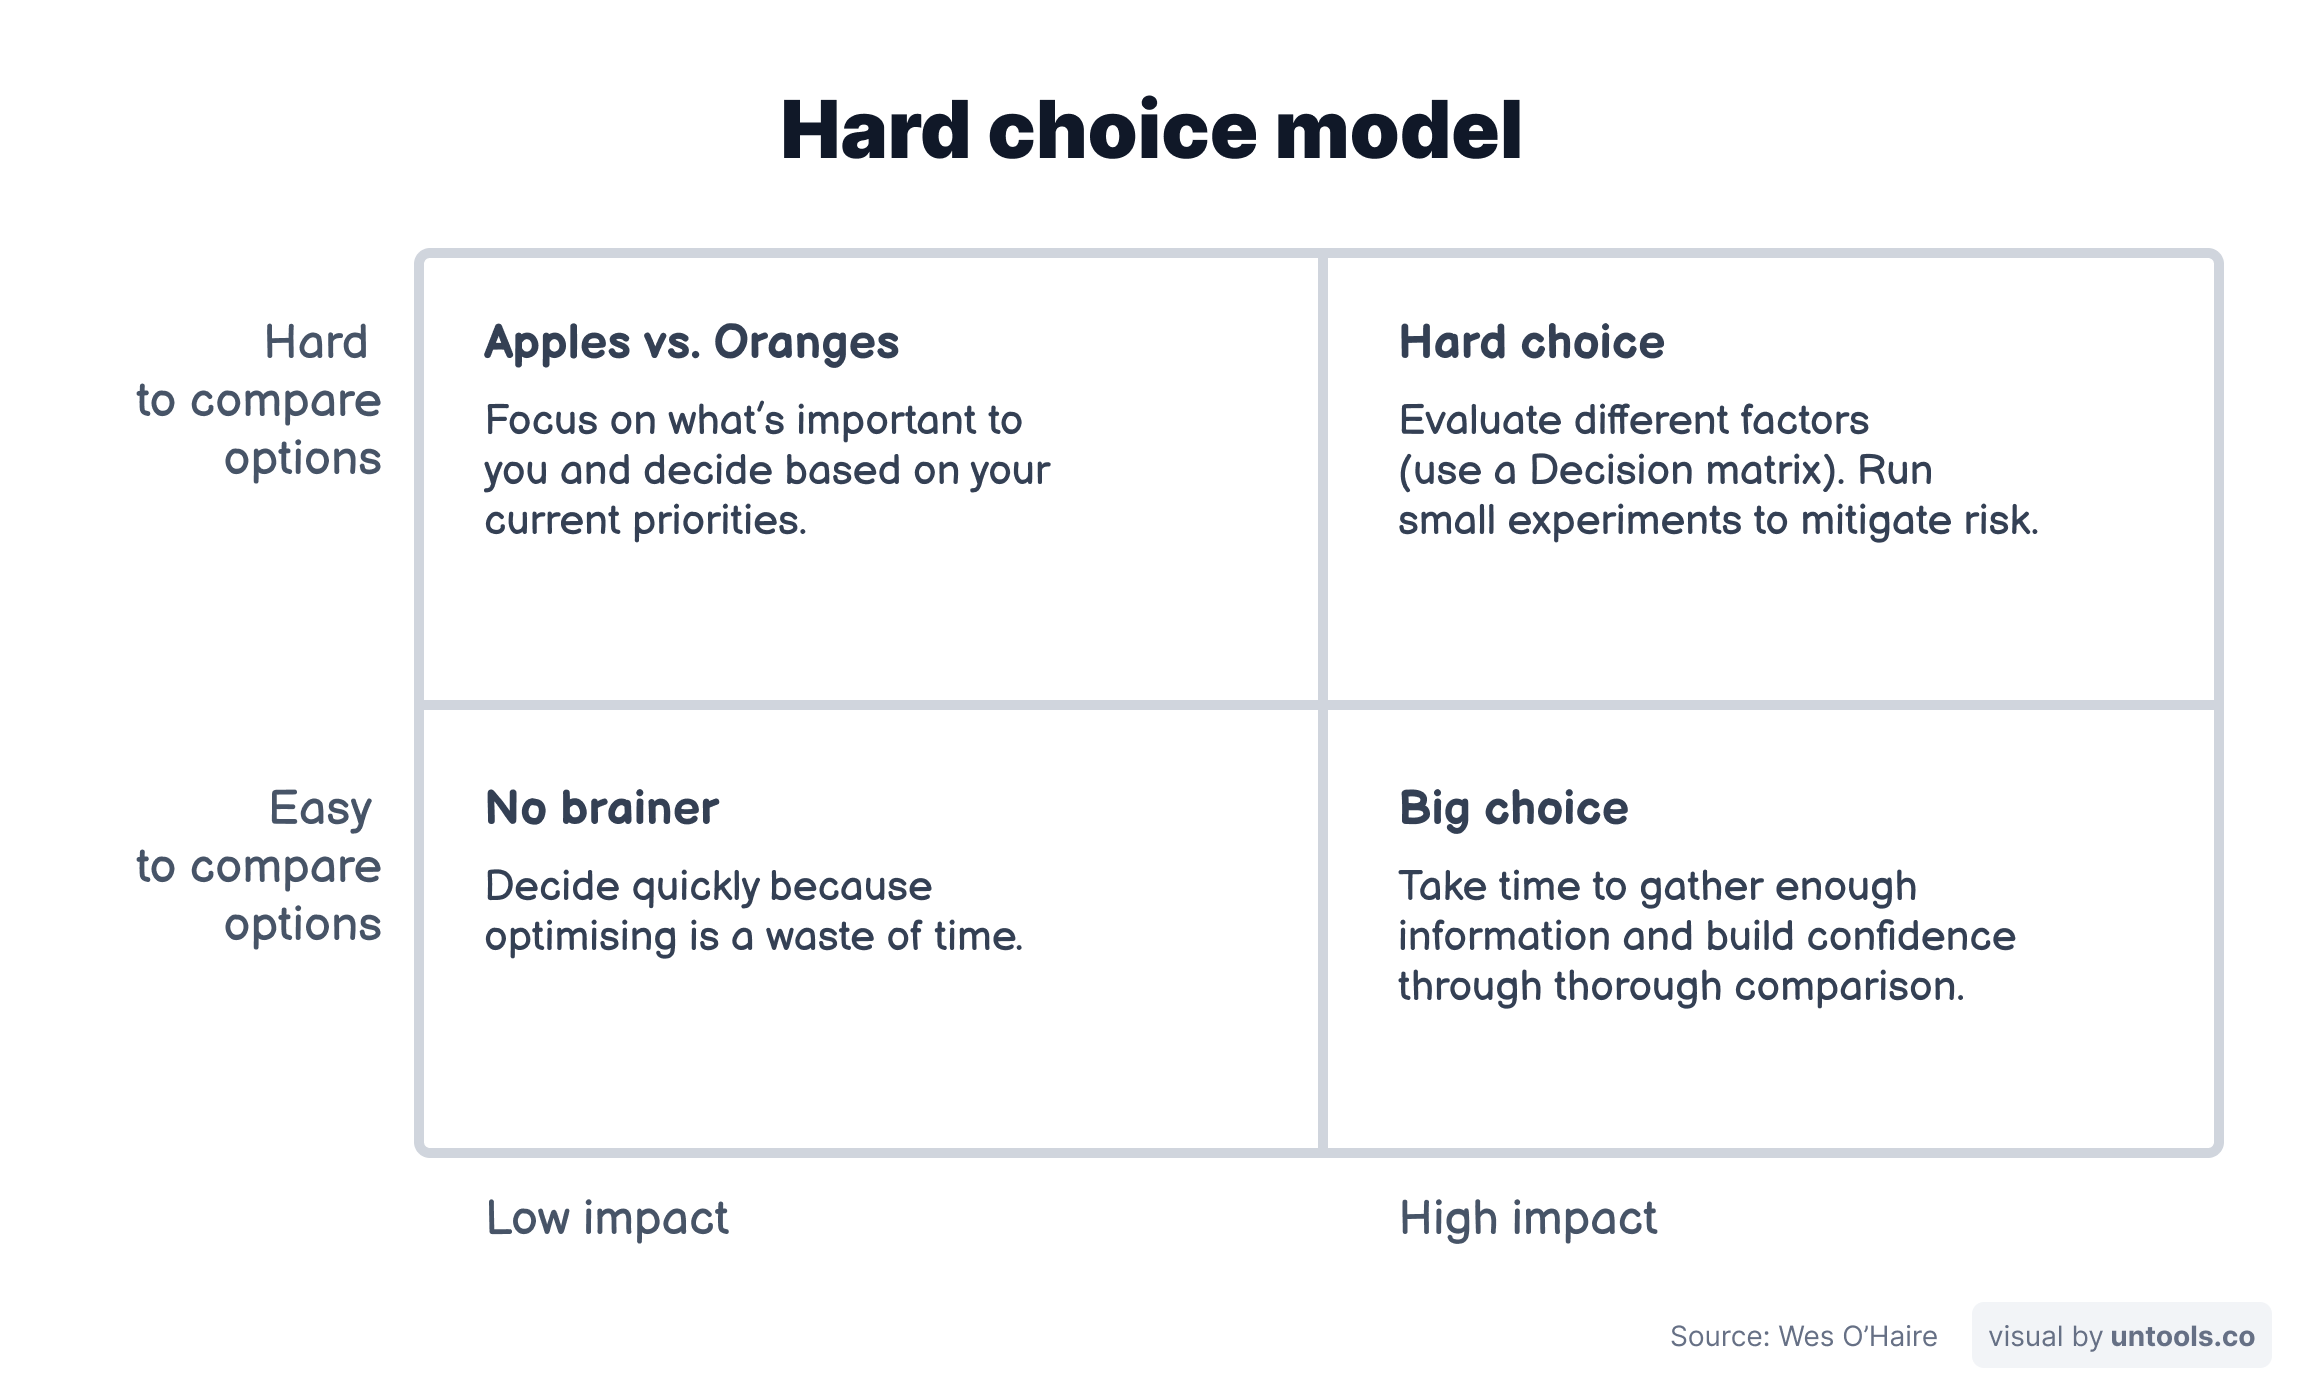 Hard choice model
Hard
to compare
options
Apples vs. Oranges
Focus on what’s important to
you and decide based on your
current priorities.
Hard choice
Evaluate different factors
(use a Decision matrix). Run
small experiments to mitigate risk.
Easy
to compare
options
No brainer
Decide quickly because
optimising is a waste of time.
Big choice
Take time to gather enough
information and build confidence
through thorough comparison.
Low impact
High impact
Source: Wes O’Haire
visual by untools.co